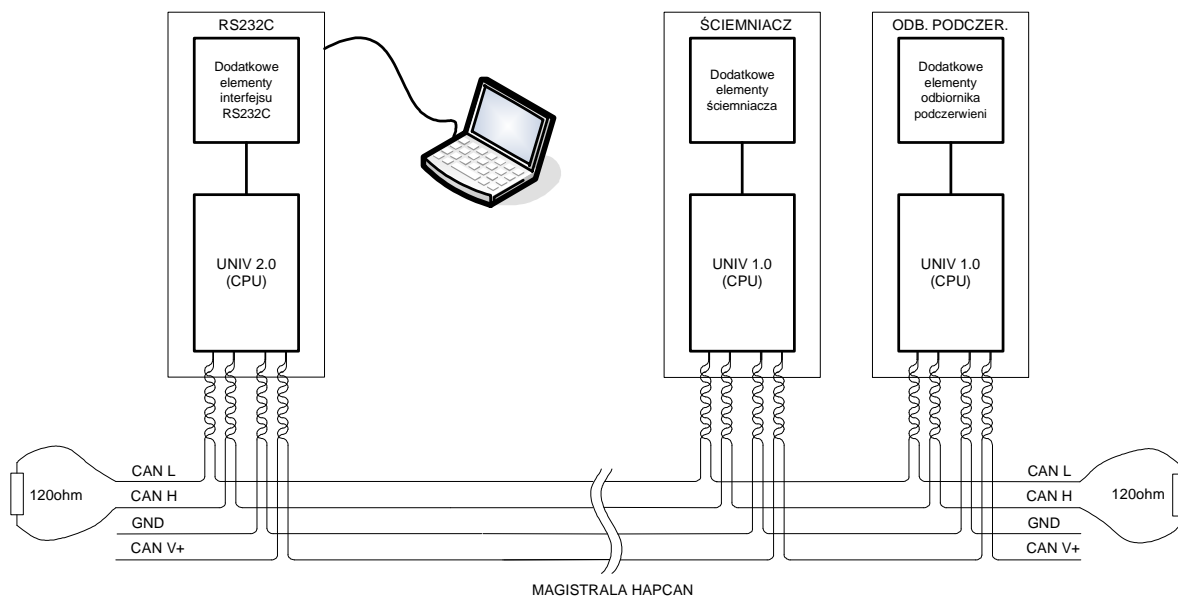 RS232C
ŚCIEMNIACZ
ODB. PODCZER.
Dodatkowe
elementy
interfejsu
RS232C
Dodatkowe
elementy
ściemniacza
Dodatkowe
elementy
odbiornika
podczerwieni
UNIV 2.0
(CPU)
UNIV 1.0
(CPU)
UNIV 1.0
(CPU)
120ohm
CAN L
CAN H
GND
CAN V+
CAN L
CAN H
GND
CAN V+
120ohm
MAGISTRALA HAPCAN